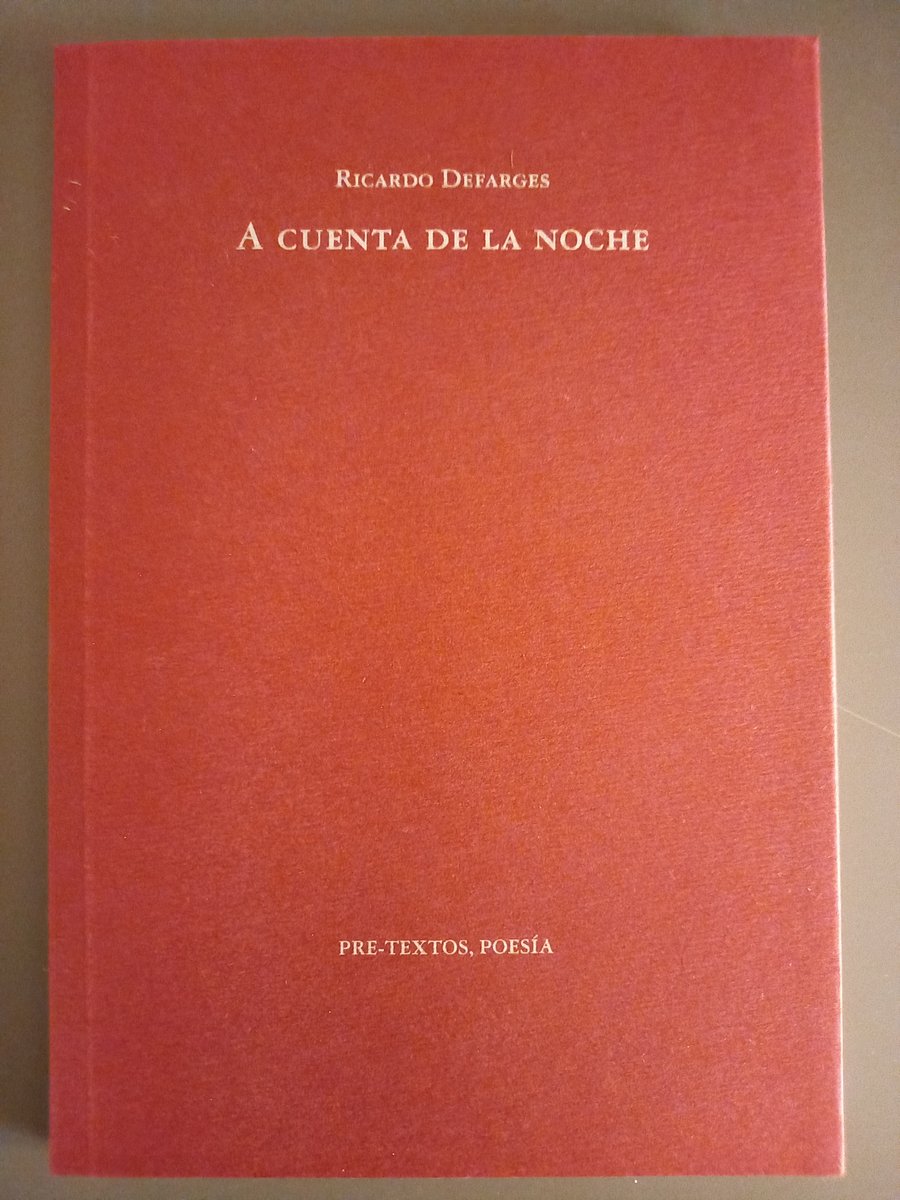 Ricardo Defarges
A cuenta de la noche
PRE-TEXTOS, POESÍA